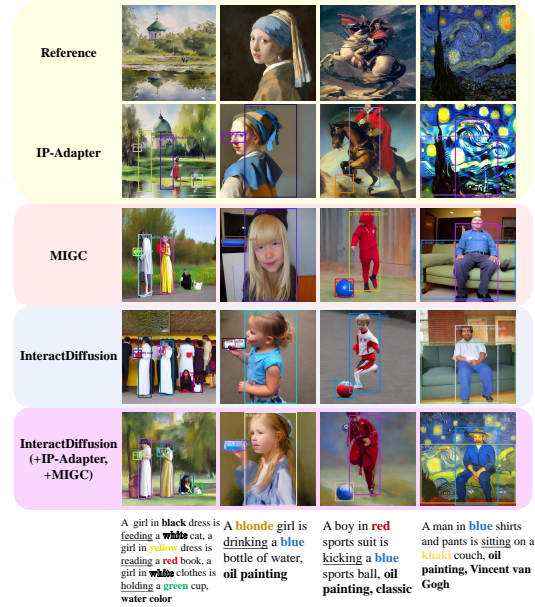 Reference
IP-Adapter
MIGC
InteractDiffusion
InteractDiffusion
(+IP-Adapter,
+MIGC)
A girl in black dress is
feeding a white cat, a
girl in yellow dress is
reading a red book, a
girl in white clothes is
holding a green cup,
water color
A blonde girl is
drinking a blue
bottle of water,
oil painting
A boy in red
sports suit is
kicking a blue
sports ball, oil
painting, classic
A man in blue shirts
and pants is sitting on a
khaki couch, oil
painting, Vincent van
Gogh